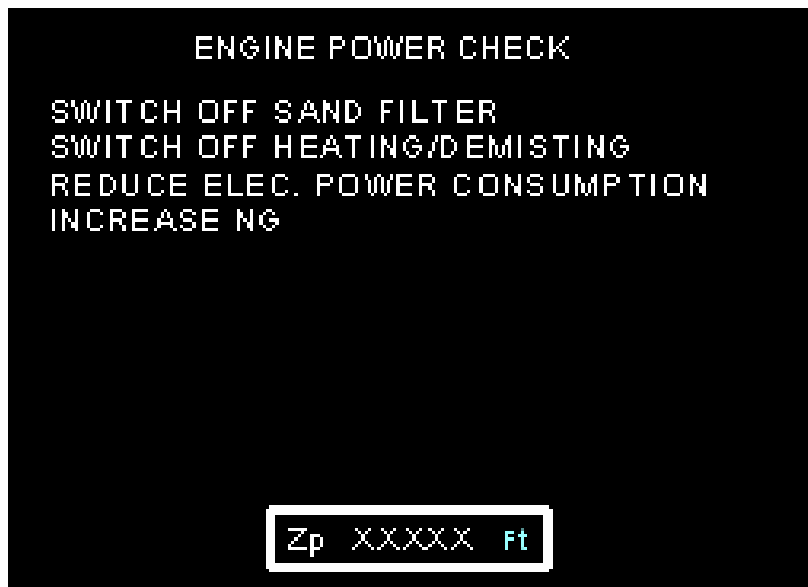 ENGINE POWER CHECK
SWITCH OFF SAND FILTER
SWITCH OFF HEATING/DEMISTING
REDUCE ELEC. POWER CONSUMPTION
INCREASE NG
Zp XXXXX Ft